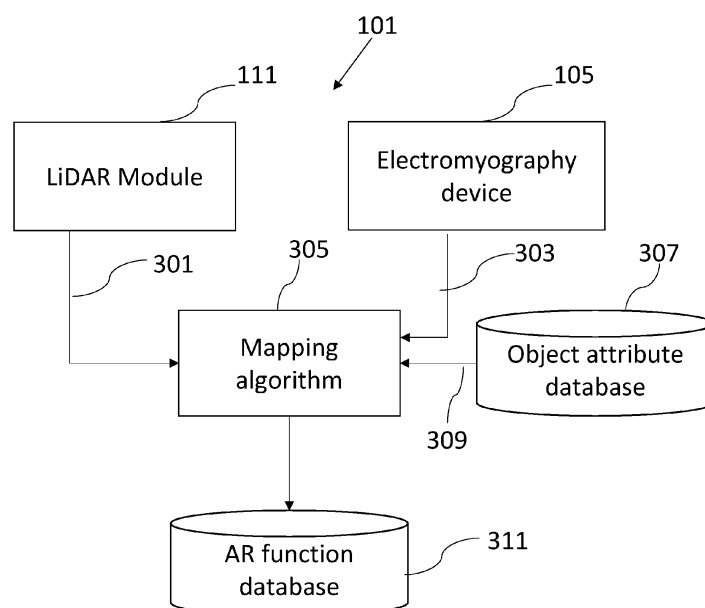 101
111
105
LiDAR Module
Electromyography
device
301
305
303
307
Mapping
algorithm
Object attribute
database
309
AR function
database
311